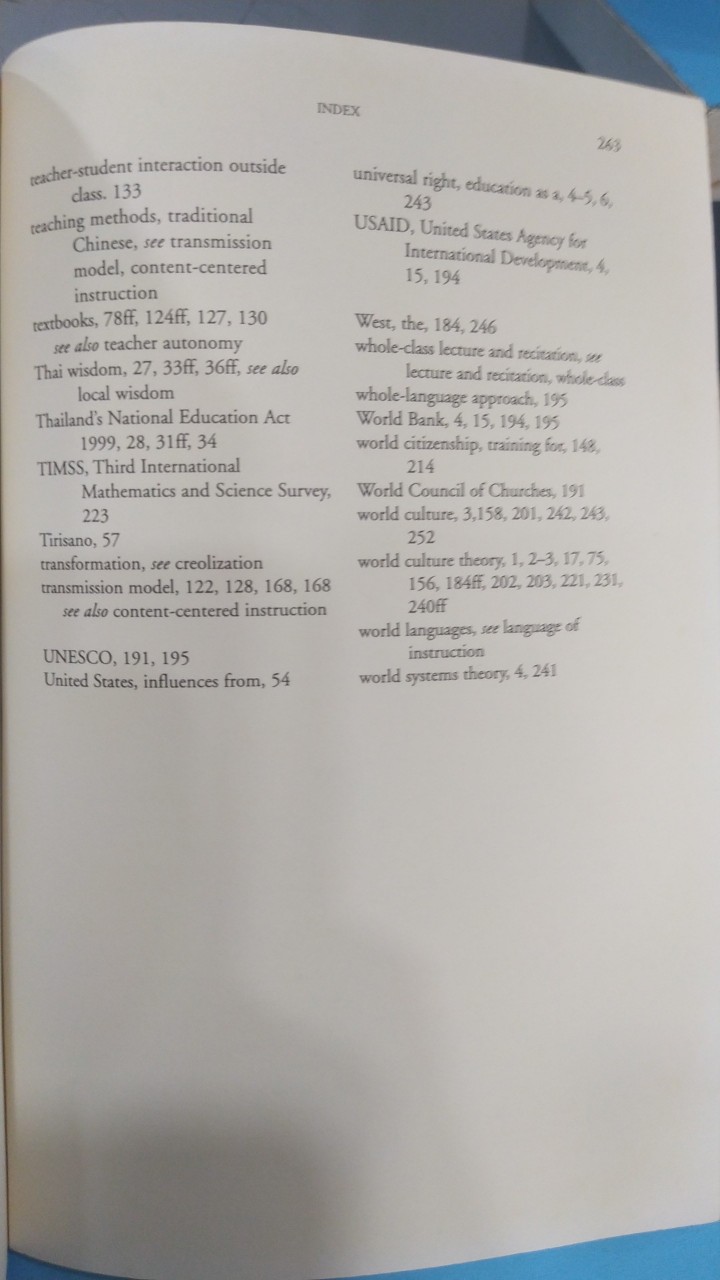 INDEX
263
teacher-student interaction outside
class. 133
teaching methods, traditional
Chinese, see transmission
model, content-centered
instruction
textbooks, 78ff, 124ff, 127, 130
see also teacher autonomy
Thai wisdom, 27, 33ff, 36ff, see also
local wisdom
Thailand's National Education Act
1999, 28, 31ff, 34
TIMSS, Third International
Mathematics and Science Survey,
223
Tirisano, 57
transformation, see creolization
transmission model, 122, 128, 168, 168
see also content-centered instruction
UNESCO, 191, 195
United States, influences from, 54
universal right, education as a, 4–5, 6,
243
USAID, United States Agency for
International Development, 4,
15, 194
West, the, 184, 246
whole-class lecture and recitation, see
lecture and recitation, whole-class
whole-language approach, 195
World Bank, 4, 15, 194, 195
world citizenship, training for, 148,
214
World Council of Churches, 191
world culture, 3,158, 201, 242, 243,
252
world culture theory, 1, 2–3, 17, 75,
156, 184ff, 202, 203, 221, 231,
240ff
world languages, see language of
instruction
world systems theory, 4, 241